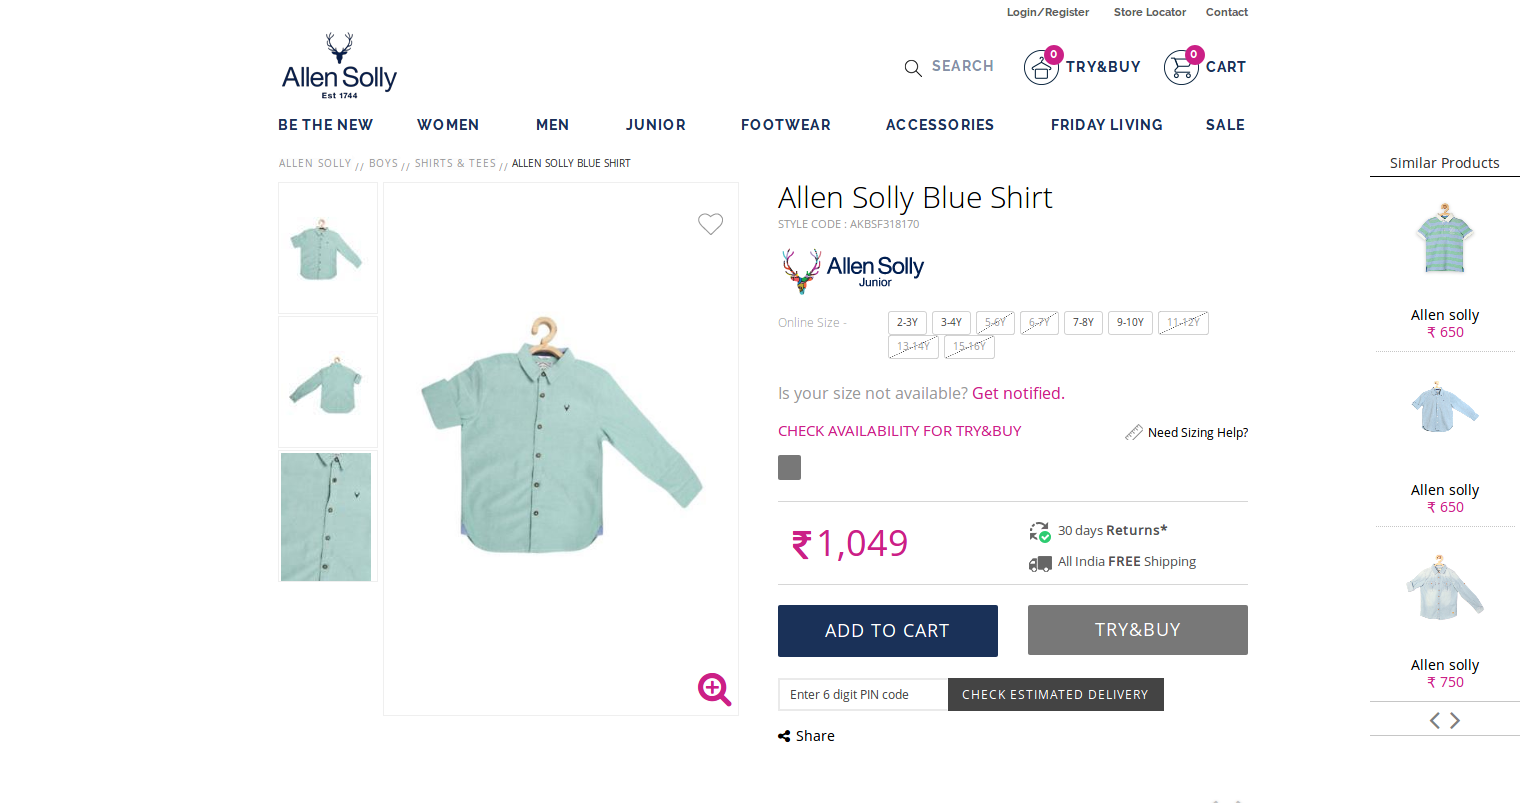 Login/Register Store Locator Contact
Allen Solly
Est 1744
SEARCH 0 TRY&BUY 0 CART
BE THE NEW WOMEN MEN JUNIOR FOOTWEAR ACCESSORIES FRIDAY LIVING SALE
ALLEN SOLLY // BOYS // SHIRTS & TEES // ALLEN SOLLY BLUE SHIRT
Allen Solly Blue Shirt
STYLE CODE : AKBSF318170
Allen Solly
Junior
Online Size - 2-3Y 3-4Y 5-6Y 6-7Y 7-8Y 9-10Y 11-12Y
13-14Y 15-16Y
Is your size not available? Get notified.
CHECK AVAILABILITY FOR TRY&BUY Need Sizing Help?
₹1,049
30 days Returns*
All India FREE Shipping
ADD TO CART TRY&BUY
Enter 6 digit PIN code CHECK ESTIMATED DELIVERY
Share
Similar Products
Allen solly
₹ 650
Allen solly
₹ 650
Allen solly
₹ 750